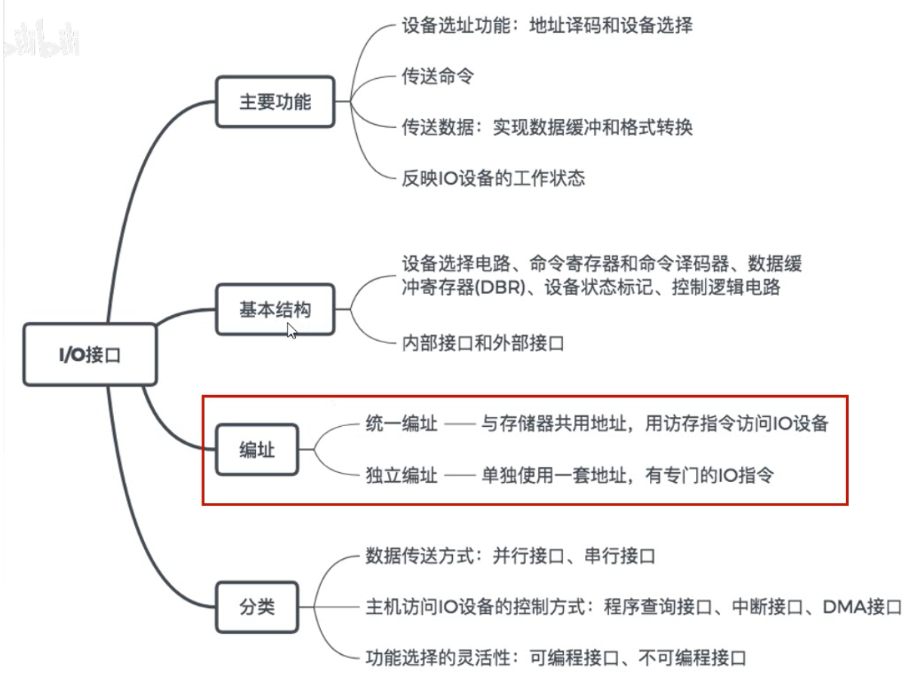 bilibili
主要功能
设备选址功能：地址译码和设备选择
传送命令
传送数据：实现数据缓冲和格式转换
反映IO设备的工作状态
I/O接口
基本结构
设备选择电路、命令寄存器和命令译码器、数据缓
冲寄存器(DBR)、设备状态标记、控制逻辑电路
内部接口和外部接口
编址
统一编址
与存储器共用地址，用访存指令访问IO设备
独立编址
单独使用一套地址，有专门的IO指令
分类
数据传送方式：并行接口、串行接口
主机访问IO设备的控制方式：程序查询接口、中断接口、DMA接口
功能选择的灵活性：可编程接口、不可编程接口